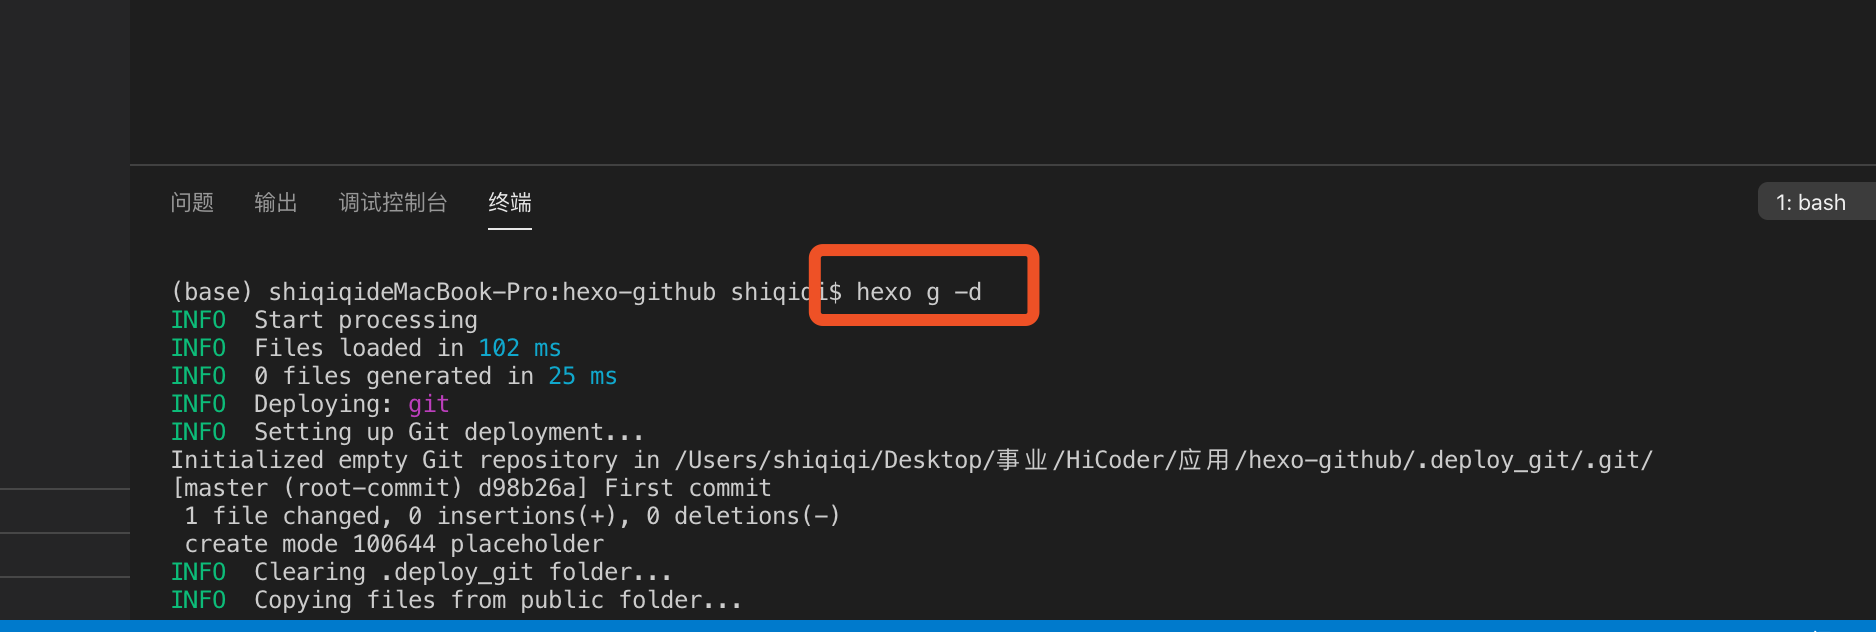 问题 输出 调试控制台 终端 1: bash
(base) shiqiqideMacBook-Pro:hexo-github shiqiqi$ hexo g -d
INFO  Start processing
INFO  Files loaded in 102 ms
INFO  0 files generated in 25 ms
INFO  Deploying: git
INFO  Setting up Git deployment...
Initialized empty Git repository in /Users/shiqiqi/Desktop/事业/HiCoder/应用/hexo-github/.deploy_git/.git/
[master (root-commit) d98b26a] First commit
 1 file changed, 0 insertions(+), 0 deletions(-)
 create mode 100644 placeholder
INFO  Clearing .deploy_git folder...
INFO  Copying files from public folder...